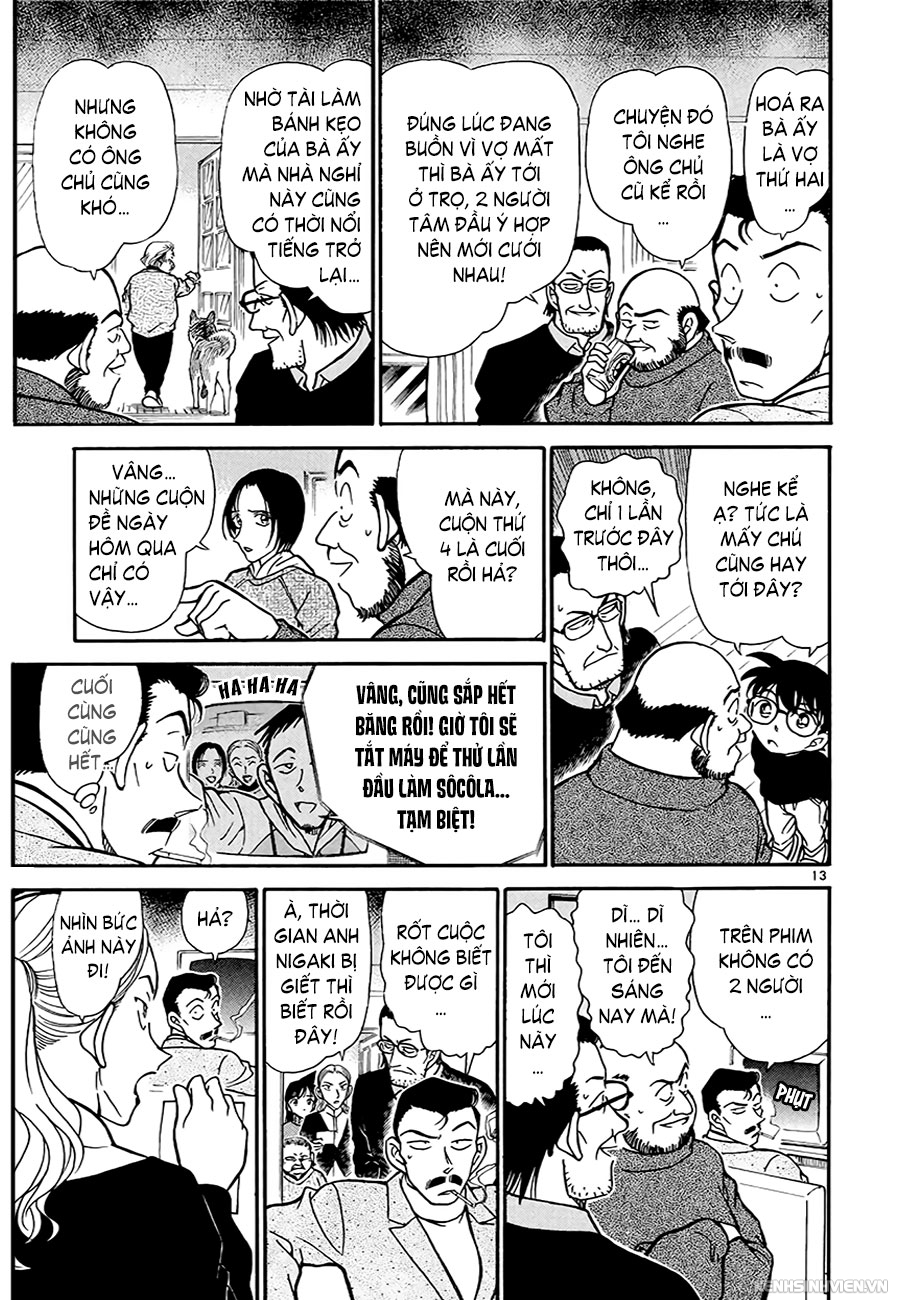 HOÁ RA
BÀ ẤY
LÀ VỢ
THỨ HAI
...
CHUYỆN ĐÓ
TÔI NGHE
ÔNG CHỦ
CŨ KỂ RỒI
...
ĐÚNG LÚC ĐANG
BUỒN VÌ VỢ MẤT
THÌ BÀ ẤY TỚI
Ở TRỌ, 2 NGƯỜI
TÂM ĐẦU Ý HỢP
NÊN MỚI CƯỚI
NHAU!
NHỜ TÀI LÀM
BÁNH KẸO
CỦA BÀ ẤY
MÀ NHÀ NGHỈ
NÀY CŨNG
CÓ THỜI NỔI
TIẾNG TRỞ
LẠI...
NHƯNG
KHÔNG
CÓ ÔNG
CHỦ CŨNG
KHÓ...
NGHE KỂ
Ạ? TỨC LÀ
MẤY CHÚ
CŨNG HAY
TỚI ĐÂY?
KHÔNG,
CHỈ 1 LẦN
TRƯỚC ĐÂY
THÔI...
MÀ NÀY,
CUỘN THỨ
4 LÀ CUỐI
RỒI HẢ?
VÂNG...
NHỮNG CUỘN
ĐỀ NGÀY
HÔM QUA
CHỈ CÓ
VẬY...
VÂNG, CŨNG SẮP HẾT
BĂNG RỒI! GIỜ TÔI SẼ
TẮT MÁY ĐỂ THỬ LẦN
ĐẦU LÀM SÔCÔLA...
TẠM BIỆT!
HA HA HA
CUỐI
CÙNG
CŨNG
HẾT...
13
TRÊN PHIM
KHÔNG CÓ
2 NGƯỜI
...
PHỤT
DĨ... DĨ
NHIÊN...
TÔI ĐẾN
SÁNG
NAY MÀ!
TÔI
THÌ
MỚI
LÚC
NÀY
...
RỐT CUỘC
KHÔNG BIẾT
ĐƯỢC GÌ
...
À, THỜI
GIAN ANH
NIGAKI BỊ
GIẾT THÌ
BIẾT RỒI
ĐÂY!
HẢ?
NHÌN BỨC
ẢNH NÀY
ĐI!
KENHSINHVIEN.VN